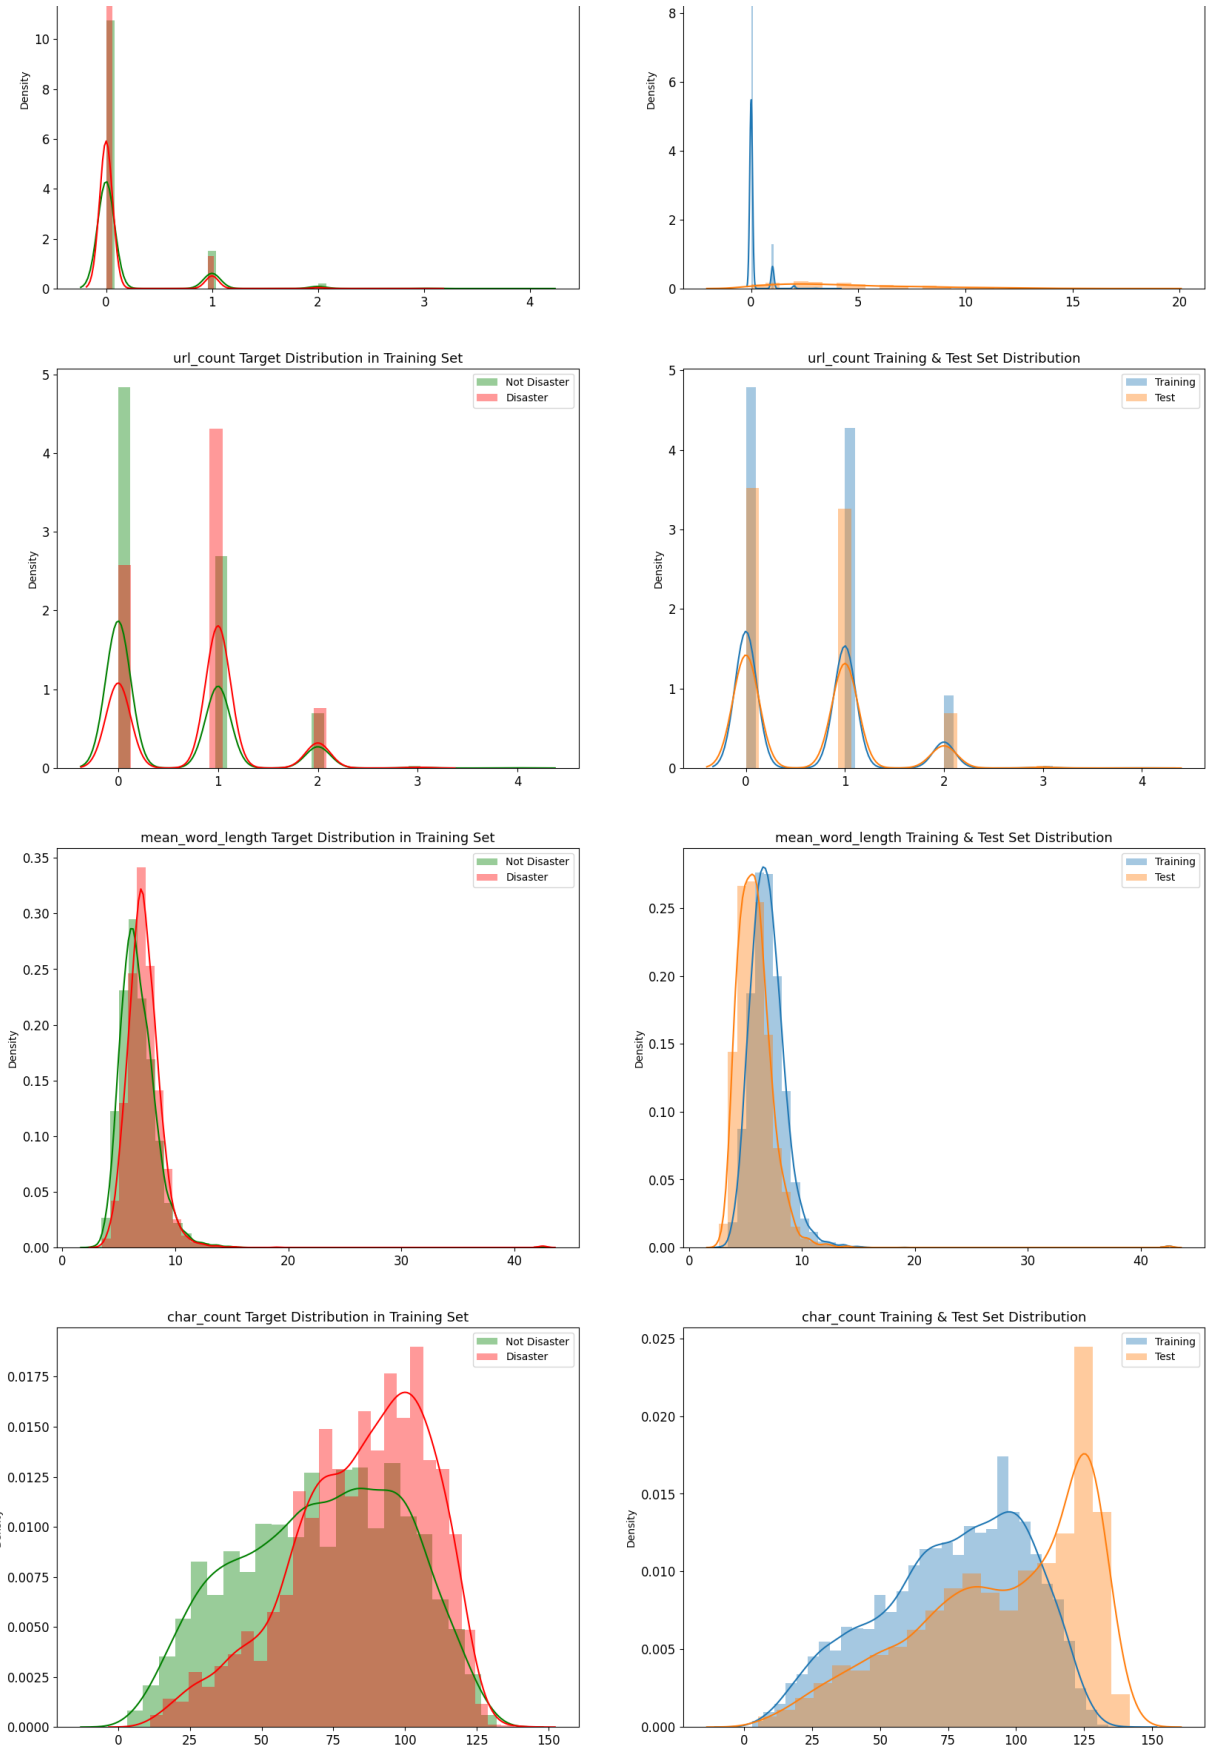 10
8
6
4
2
0
Density
0 1 2 3 4
8
6
4
2
0
Density
0 5 10 15 20
url_count Target Distribution in Training Set
Not Disaster
Disaster
5
4
3
2
1
0
Density
0 1 2 3 4
url_count Training & Test Set Distribution
Training
Test
5
4
3
2
1
0
Density
0 1 2 3 4
mean_word_length Target Distribution in Training Set
Not Disaster
Disaster
0.35
0.30
0.25
0.20
0.15
0.10
0.05
0.00
Density
0 10 20 30 40
mean_word_length Training & Test Set Distribution
Training
Test
0.25
0.20
0.15
0.10
0.05
0.00
Density
0 10 20 30 40
char_count Target Distribution in Training Set
Not Disaster
Disaster
0.0175
0.0150
0.0125
0.0100
0.0075
0.0050
0.0025
0.0000
Density
0 25 50 75 100 125 150
char_count Training & Test Set Distribution
Training
Test
0.025
0.020
0.015
0.010
0.005
0.000
Density
0 25 50 75 100 125 150